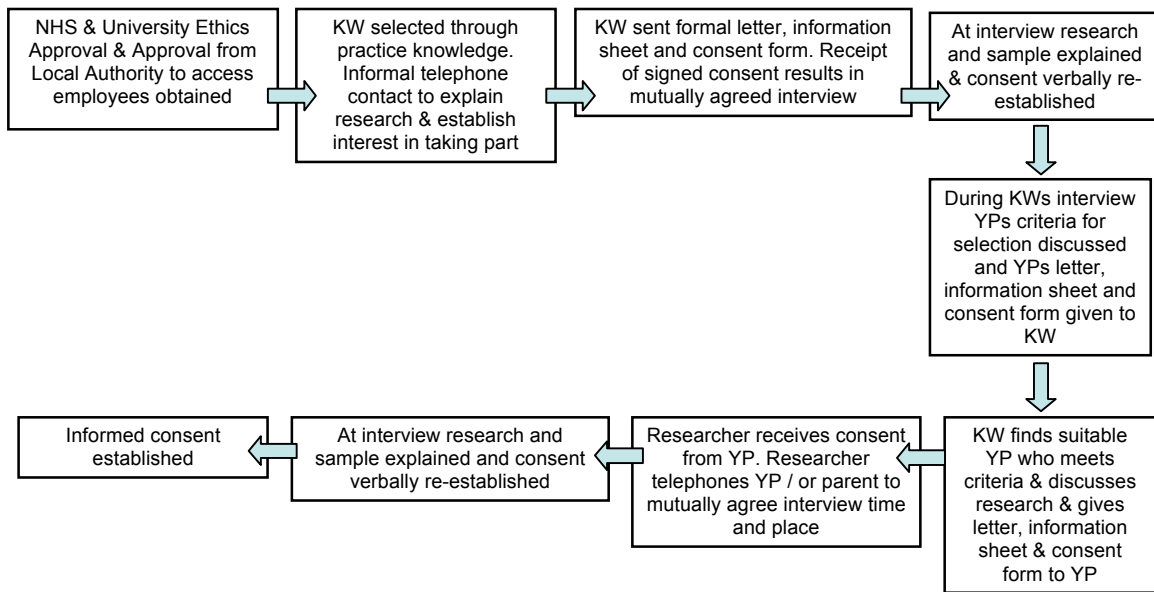 NHS & University Ethics
Approval & Approval from
Local Authority to access
employees obtained
KW selected through
practice knowledge.
Informal telephone
contact to explain
research & establish
interest in taking part
KW sent formal letter, information
sheet and consent form. Receipt
of signed consent results in
mutually agreed interview
At interview research
and sample explained
& consent verbally re-
established
During KWs interview
YPs criteria for
selection discussed
and YPs letter,
information sheet and
consent form given to
KW
KW finds suitable
YP who meets
criteria & discusses
research & gives
letter, information
sheet & consent
form to YP
Researcher receives consent
from YP. Researcher
telephones YP / or parent to
mutually agree interview time
and place
At interview research and
sample explained and consent
verbally re-established
Informed consent
established